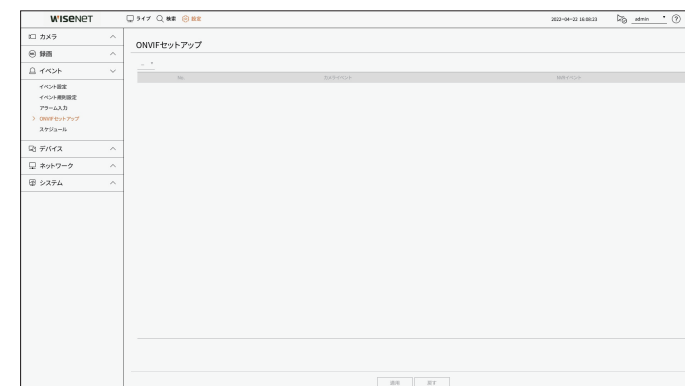 WISENET
ライブ 検索 設定
2022-04-22 16:08:23 admin
カメラ
録画
イベント
イベント設定
イベント規則設定
アラーム入力
ONVIFセットアップ
スケジュール
デバイス
ネットワーク
システム
ONVIFセットアップ
No. カメライベント NVRイベント
適用 戻す